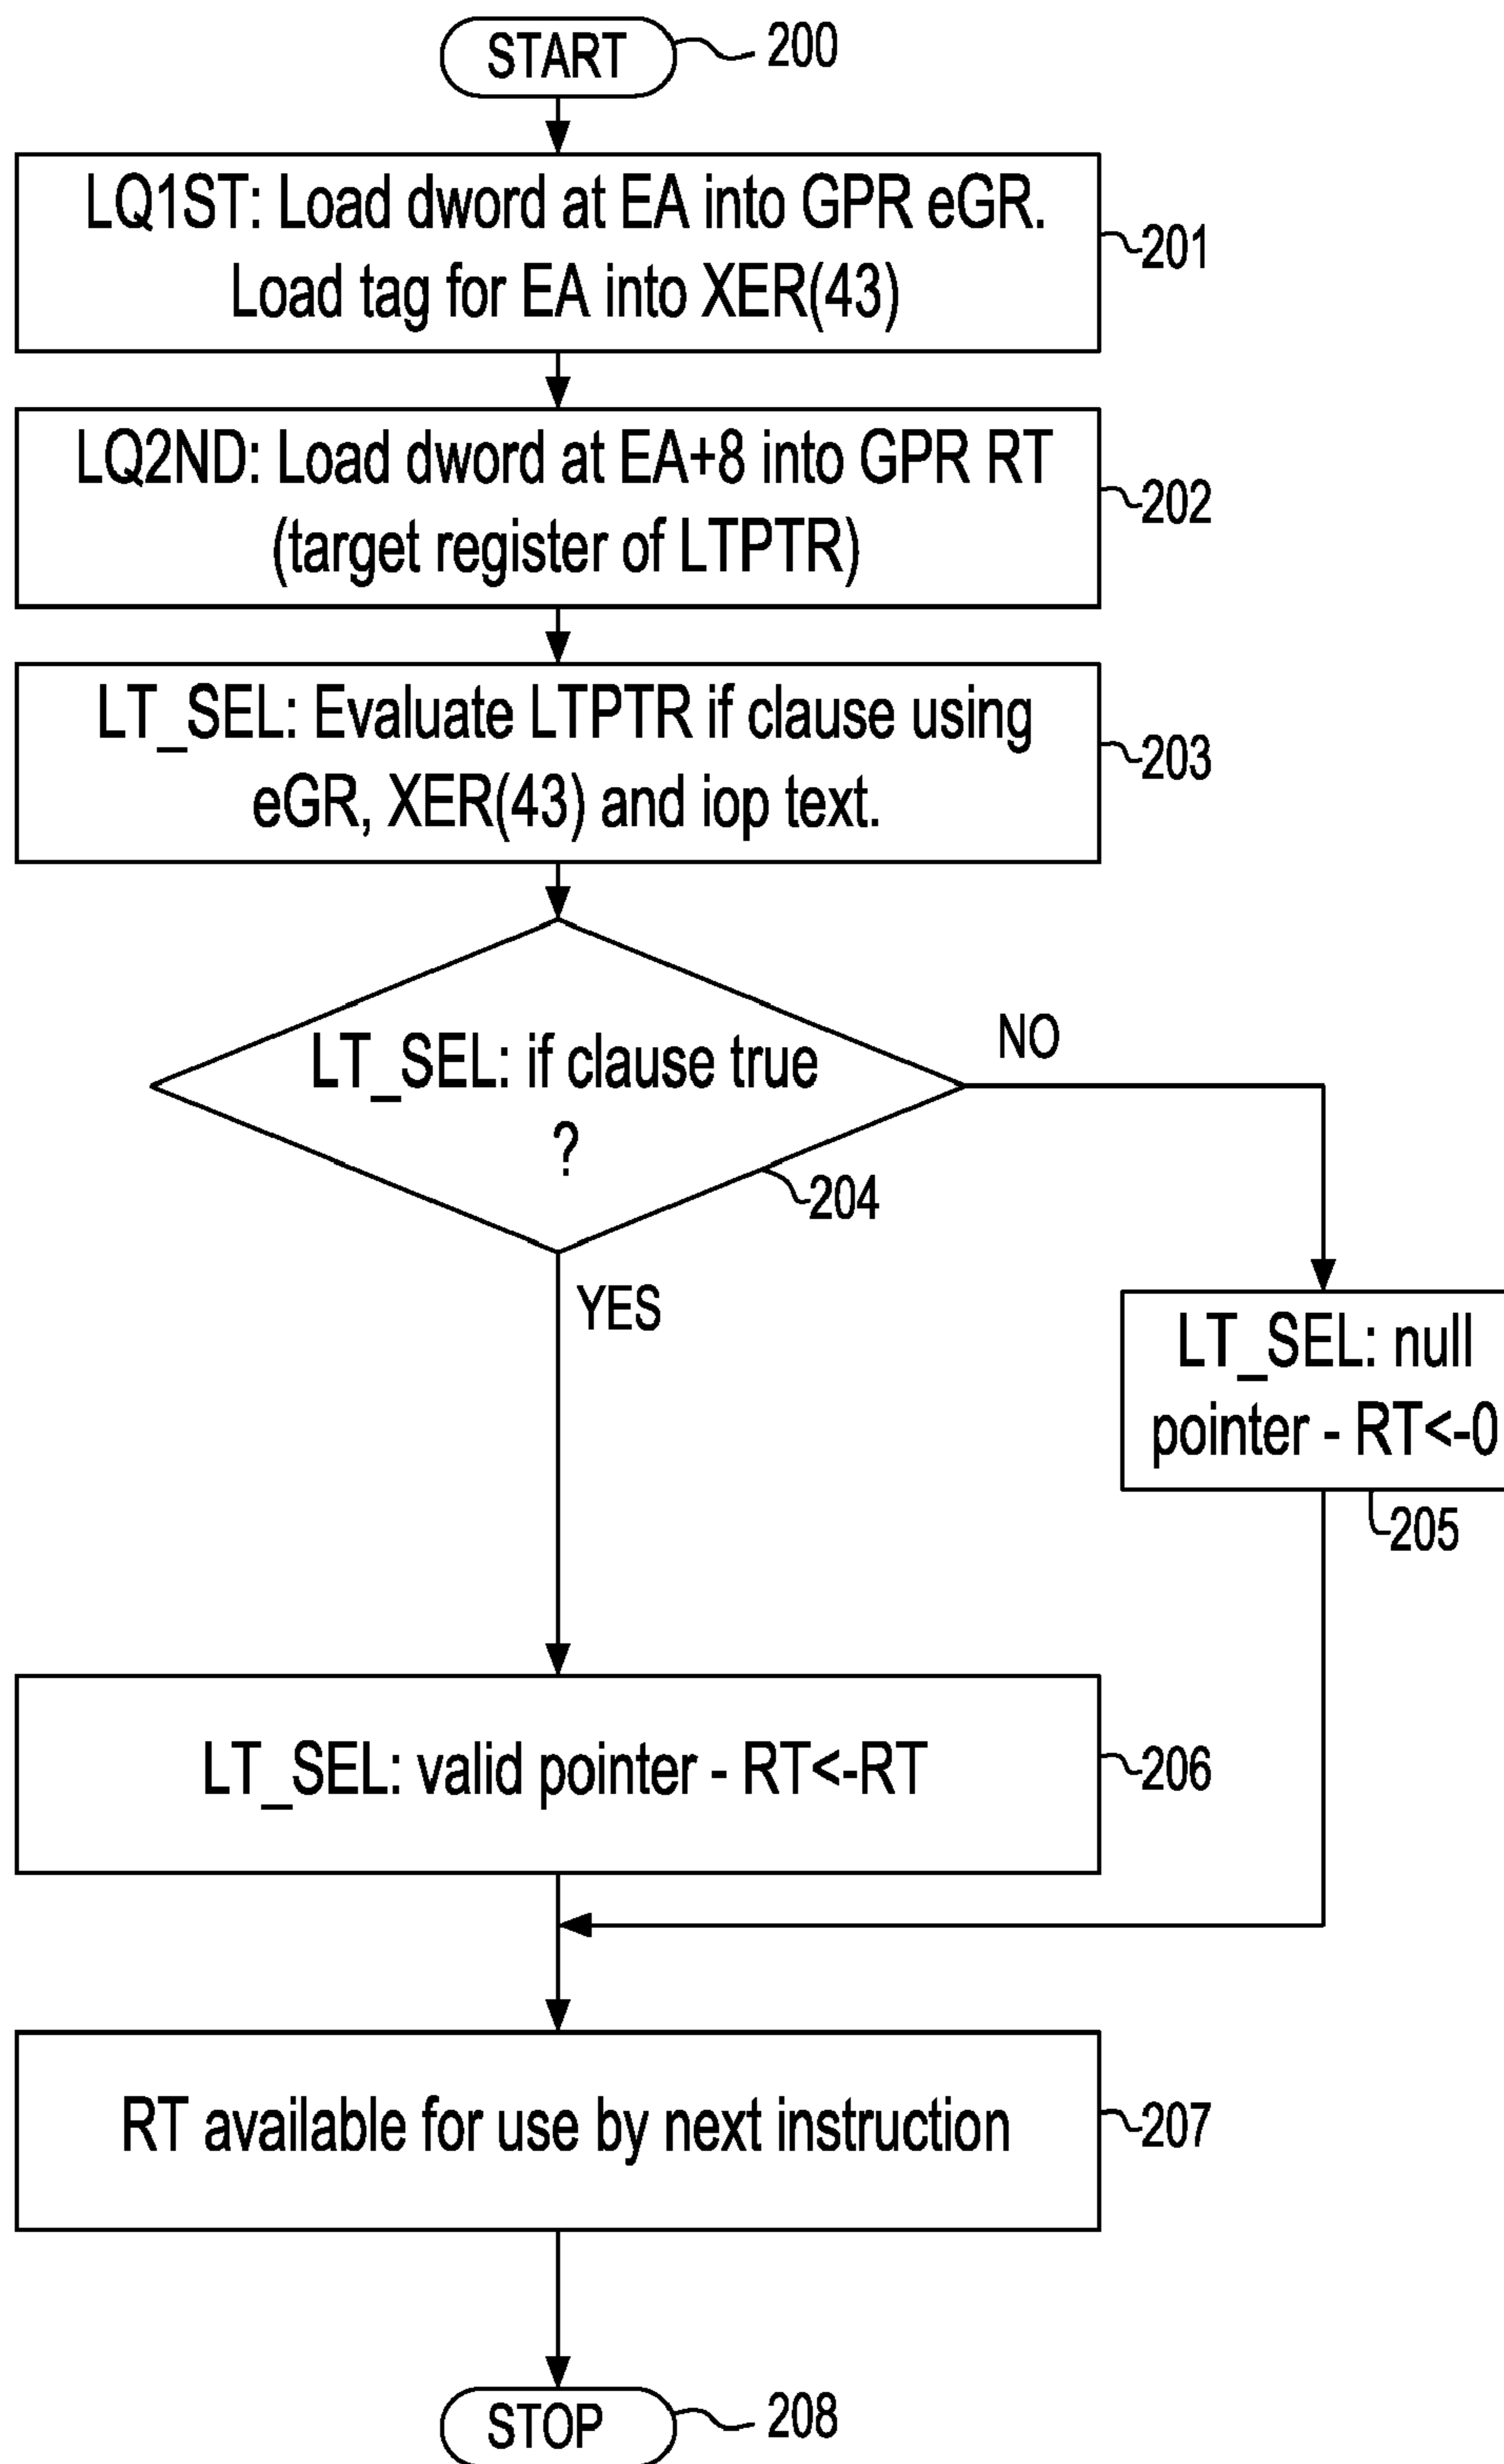 START
200
LQ1ST: Load dword at EA into GPR eGR.
Load tag for EA into XER(43)
201
LQ2ND: Load dword at EA+8 into GPR RT
(target register of LTPTR)
202
LT_SEL: Evaluate LTPTR if clause using
eGR, XER(43) and iop text.
203
LT_SEL: if clause true
?
204
NO
YES
LT_SEL: null
pointer - RT<-0
205
LT_SEL: valid pointer - RT<-RT
206
RT available for use by next instruction
207
STOP
208